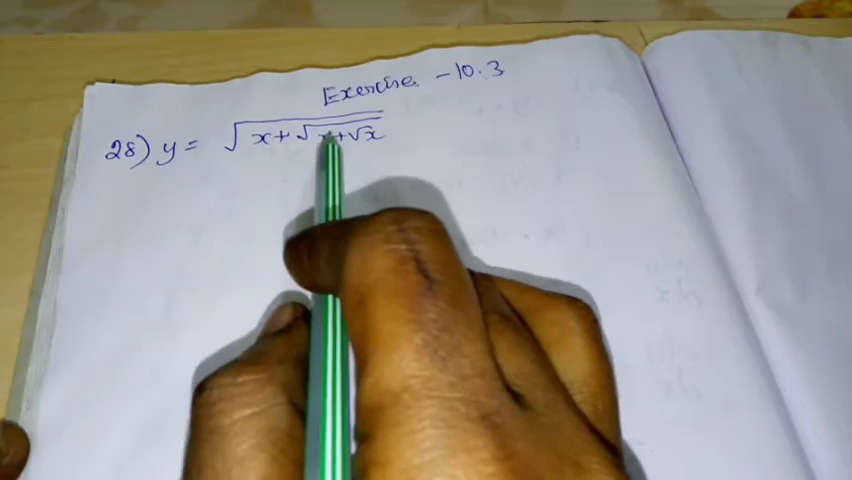 Exercise - 10.3
28) y = √(x+√(x+√x))